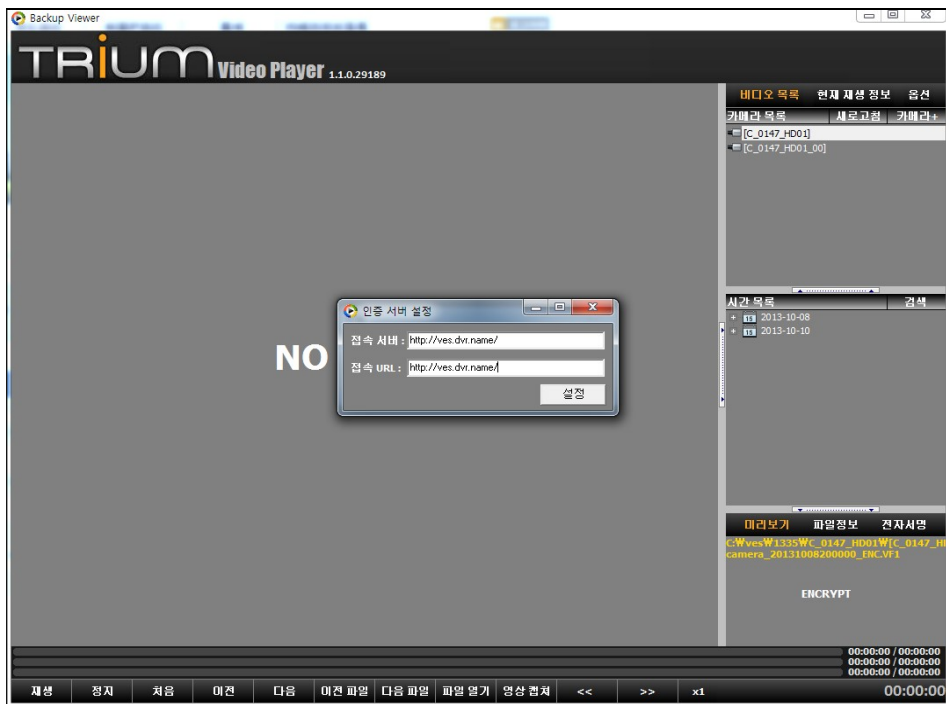 Backup Viewer
TRiUM Video Player 1.1.0.29189
비디오 목록 현재 재생 정보 옵션
카메라 목록 새로고침 카메라+
[C_0147_HD01]
[C_0147_HD01_00]
시간 목록 검색
+ 15 2013-10-08
+ 15 2013-10-10
NO
인증 서버 설정
접속 서버 : http://ves.dvr.name/
접속 URL : http://ves.dvr.name/
설정
미리보기 파일정보 전자서명
C:₩ves₩1335₩C_0147_HD01₩[C_0147_HI
camera_20131008200000_ENC.VF1
ENCRYPT
00:00:00 / 00:00:00
00:00:00 / 00:00:00
00:00:00 / 00:00:00
재생 정지 처음 이전 다음 이전 파일 다음 파일 파일 열기 영상 캡쳐 << >> x1 00:00:00